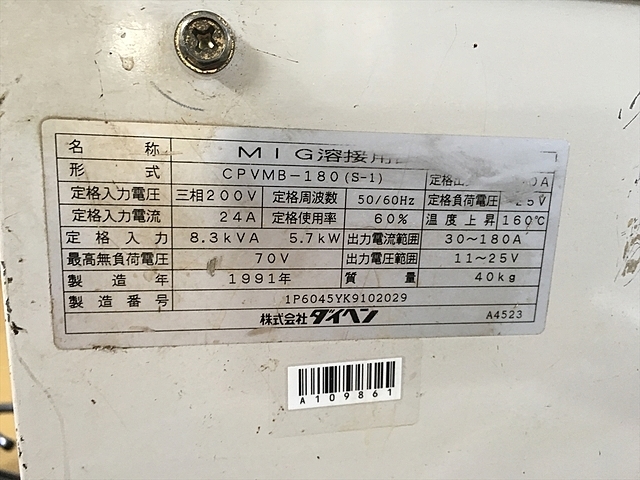 名称 MIG溶接用
形式 CPVMB-180(S-1) 定格出 0A
定格入力電圧 三相200V 定格周波数 50/60Hz 定格負荷電圧 25V
定格入力電流 24A 定格使用率 60% 温度上昇 160℃
定格入力 8.3kVA 5.7kW 出力電流範囲 30~180A
最高無負荷電圧 70V 出力電圧範囲 11~25V
製造年 1991年 質量 40kg
製造番号 1P6045YK9102029
株式会社ダイヘン A4523
A109861